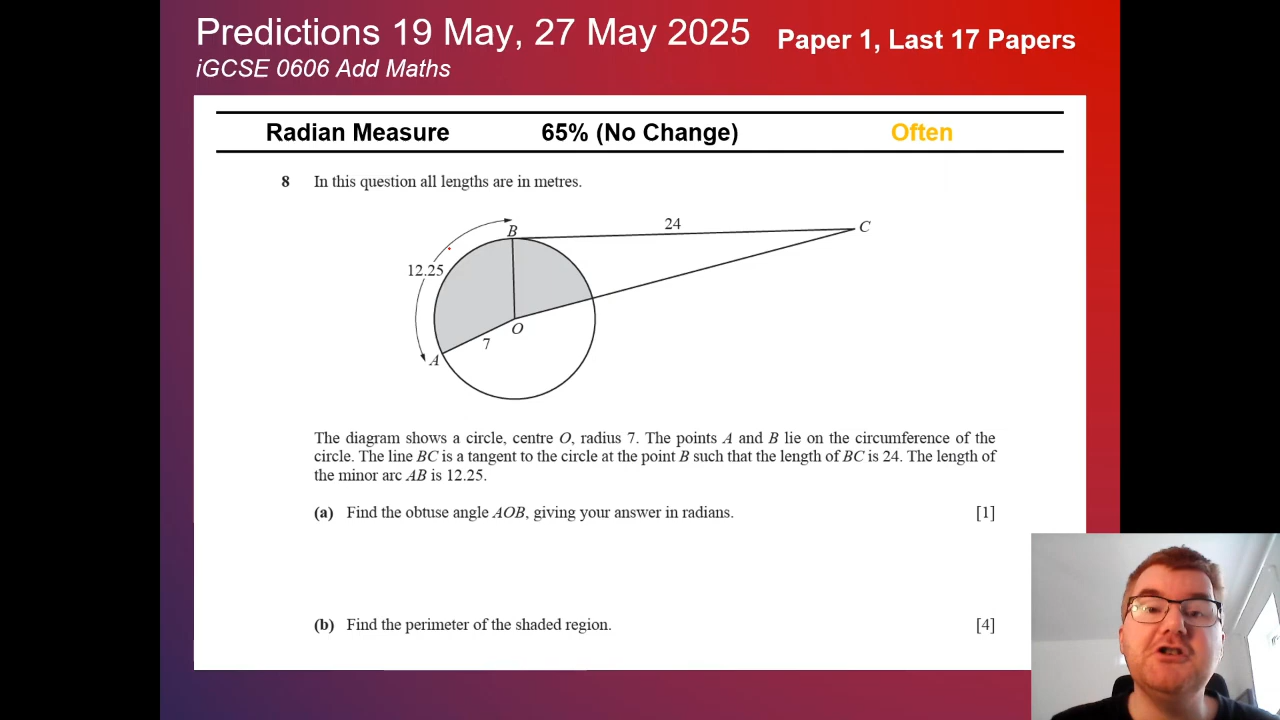 Predictions 19 May, 27 May 2025
Paper 1, Last 17 Papers
iGCSE 0606 Add Maths
Radian Measure 65% (No Change) Often
8 In this question all lengths are in metres.
B
24
C
12.25
O
7
A
The diagram shows a circle, centre O, radius 7. The points A and B lie on the circumference of the
circle. The line BC is a tangent to the circle at the point B such that the length of BC is 24. The length of
the minor arc AB is 12.25.
(a) Find the obtuse angle AOB, giving your answer in radians. [1]
(b) Find the perimeter of the shaded region. [4]